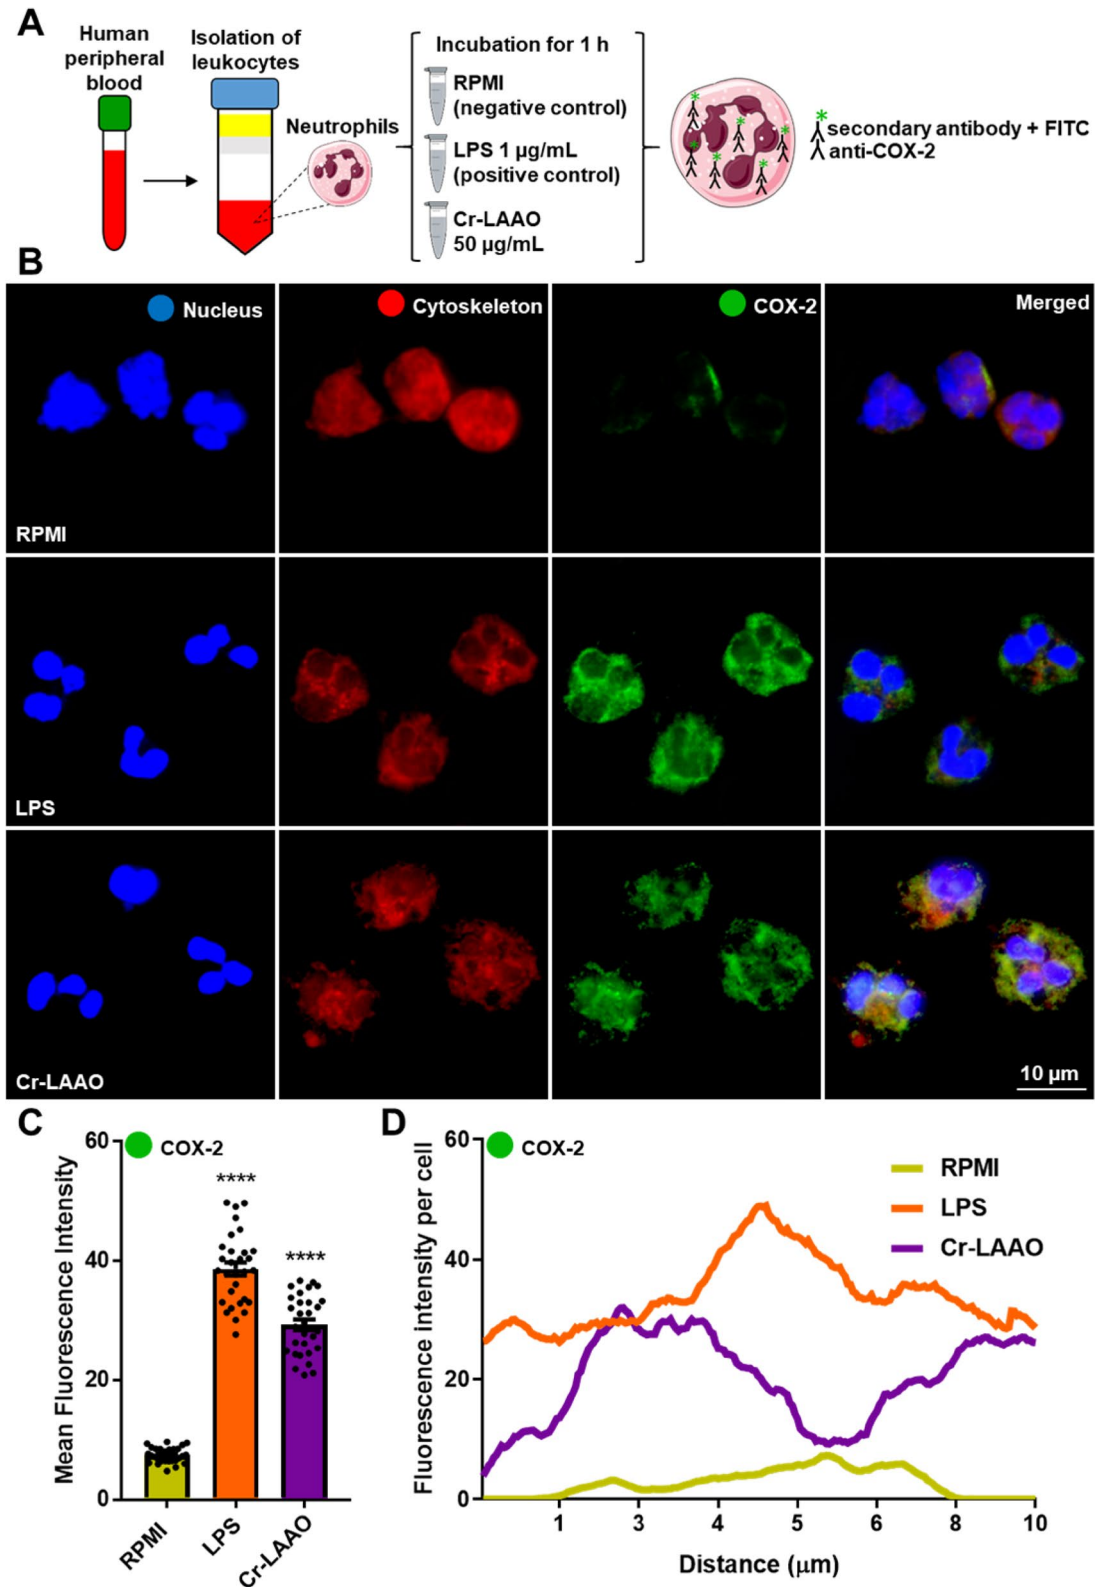 A
Human
peripheral
blood
Isolation of
leukocytes
Neutrophils
Incubation for 1 h
RPMI
(negative control)
LPS 1 µg/mL
(positive control)
Cr-LAAO
50 µg/mL
secondary antibody + FITC
anti-COX-2
B
Nucleus
Cytoskeleton
COX-2
Merged
RPMI
LPS
Cr-LAAO
10 µm
C
COX-2
Mean Fluorescence Intensity
60
40
20
0
****
****
RPMI
LPS
Cr-LAAO
D
COX-2
Fluorescence intensity per cell
60
40
20
0
RPMI
LPS
Cr-LAAO
1 3 4 5 6 8 10
Distance (µm)